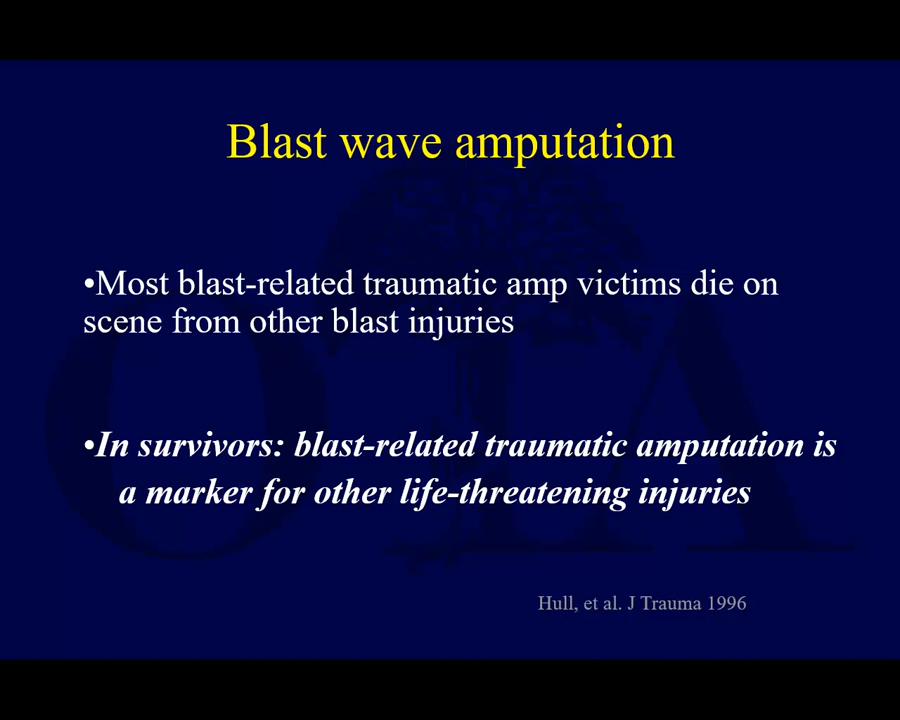 Blast wave amputation
•Most blast-related traumatic amp victims die on
scene from other blast injuries
•In survivors: blast-related traumatic amputation is
a marker for other life-threatening injuries
Hull, et al. J Trauma 1996
OTA